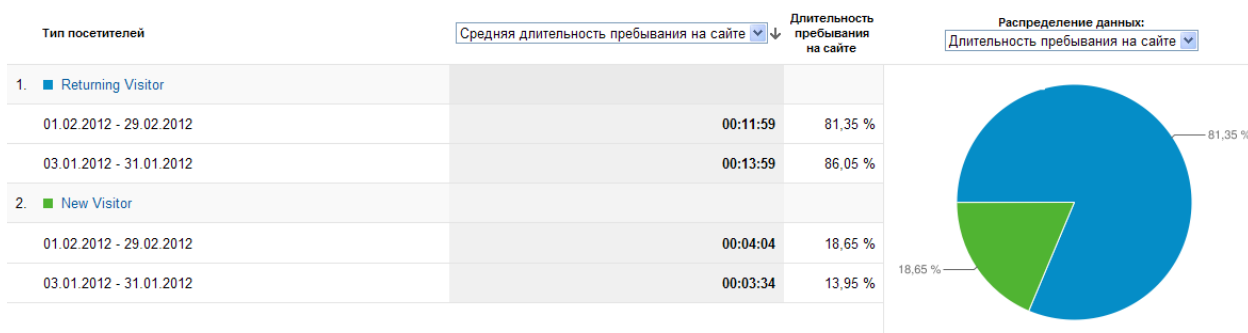 Тип посетителей
Средняя длительность пребывания на сайте
Длительность
пребывания
на сайте
Распределение данных:
Длительность пребывания на сайте
1. Returning Visitor
01.02.2012 - 29.02.2012 00:11:59 81,35 %
03.01.2012 - 31.01.2012 00:13:59 86,05 %
2. New Visitor
01.02.2012 - 29.02.2012 00:04:04 18,65 %
03.01.2012 - 31.01.2012 00:03:34 13,95 %
81,35 %
18,65 %